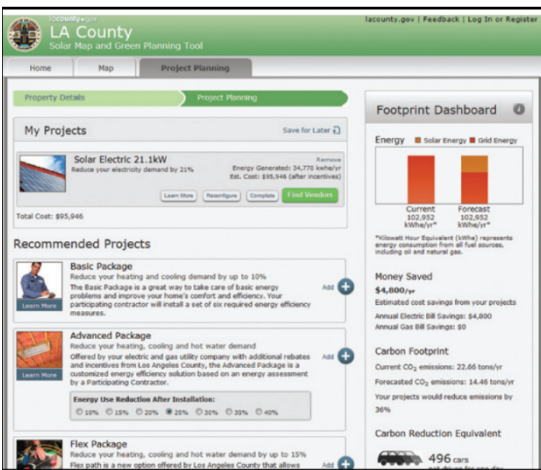 lacounty.gov
LA County
Solar Map and Green Planning Tool
lacounty.gov | Feedback | Log In or Register
Home
Map
Project Planning
Property Details
Project Planning
My Projects
Save for Later
Solar Electric 21.1kW
Reduce your electricity demand by 21%
Remove
Energy Generated: 34,770 kwhe/yr
Est. Cost: $95,946 (after incentives)
Learn More
Reconfigure
Complete
Find Vendors
Total Cost: $95,946
Recommended Projects
Basic Package
Reduce your heating and cooling demand by up to 10%
The Basic Package is a great way to take care of basic energy
problems and improve your home's comfort and efficiency. Your
participating contractor will install a set of six required energy efficiency
measures.
Learn More
Add
Advanced Package
Reduce your heating, cooling and hot water demand
Offered by your electric and gas utility company with additional rebates
and incentives from Los Angeles County, the Advanced Package is a
customized energy efficiency solution based on an energy assessment
by a Participating Contractor.
Learn More
Add
Energy Use Reduction After Installation:
10% 15% 20% 25% 30% 35% 40%
Flex Package
Reduce your heating, cooling and hot water demand by up to 15%
Flex path is a new option offered by Los Angeles County that allows
Add
Footprint Dashboard
Energy
Solar Energy
Grid Energy
Current
102,952
kWhe/yr*
Forecast
102,952
kWhe/yr*
*Kilowatt Hour Equivalent (kWhe) represents
energy consumption from all fuel sources,
including oil and natural gas.
Money Saved
$4,800/yr
Estimated cost savings from your projects
Annual Electric Bill Savings: $4,800
Annual Gas Bill Savings: $0
Carbon Footprint
Current CO₂ emissions: 22.66 tons/yr
Forecasted CO₂ emissions: 14.46 tons/yr
Your projects would reduce emissions by
36%
Carbon Reduction Equivalent
496 cars